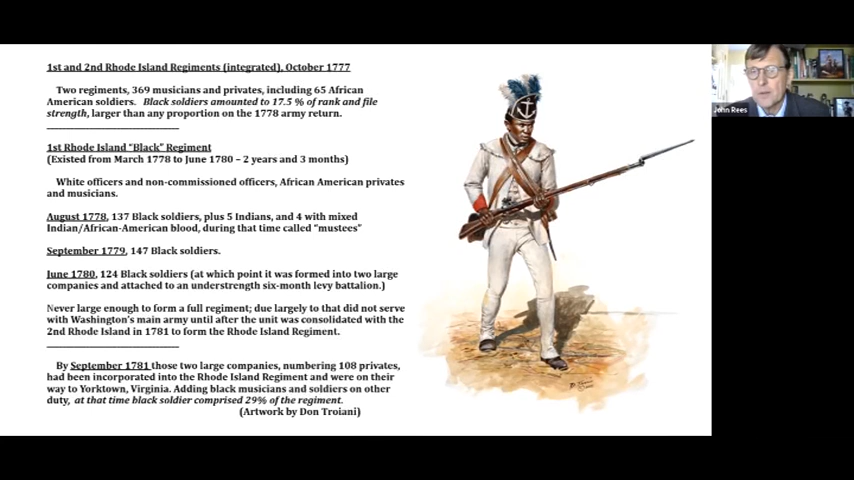 1st and 2nd Rhode Island Regiments (integrated), October 1777
Two regiments, 369 musicians and privates, including 65 African
American soldiers. Black soldiers amounted to 17.5 % of rank and file
strength, larger than any proportion on the 1778 army return.
1st Rhode Island “Black” Regiment
(Existed from March 1778 to June 1780 – 2 years and 3 months)
White officers and non-commissioned officers, African American privates
and musicians.
August 1778, 137 Black soldiers, plus 5 Indians, and 4 with mixed
Indian/African-American blood, during that time called “mustees”
September 1779, 147 Black soldiers.
June 1780, 124 Black soldiers (at which point it was formed into two large
companies and attached to an understrength six-month levy battalion.)
Never large enough to form a full regiment; due largely to that did not serve
with Washington’s main army until after the unit was consolidated with the
2nd Rhode Island in 1781 to form the Rhode Island Regiment.
By September 1781 those two large companies, numbering 108 privates,
had been incorporated into the Rhode Island Regiment and were on their
way to Yorktown, Virginia. Adding black musicians and soldiers on other
duty, at that time black soldier comprised 29% of the regiment.
(Artwork by Don Troiani)
John Rees